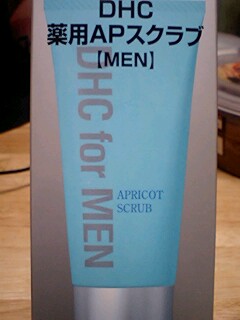 DHC
薬用APスクラブ
【MEN】
DHC for MEN
APRICOT
SCRUB